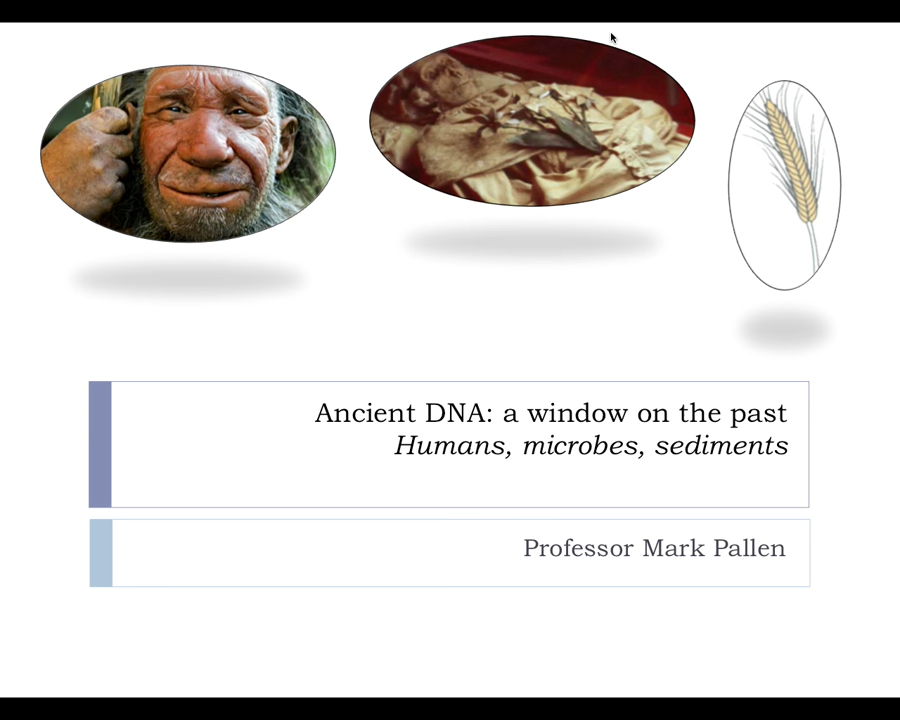 Ancient DNA: a window on the past
Humans, microbes, sediments
Professor Mark Pallen